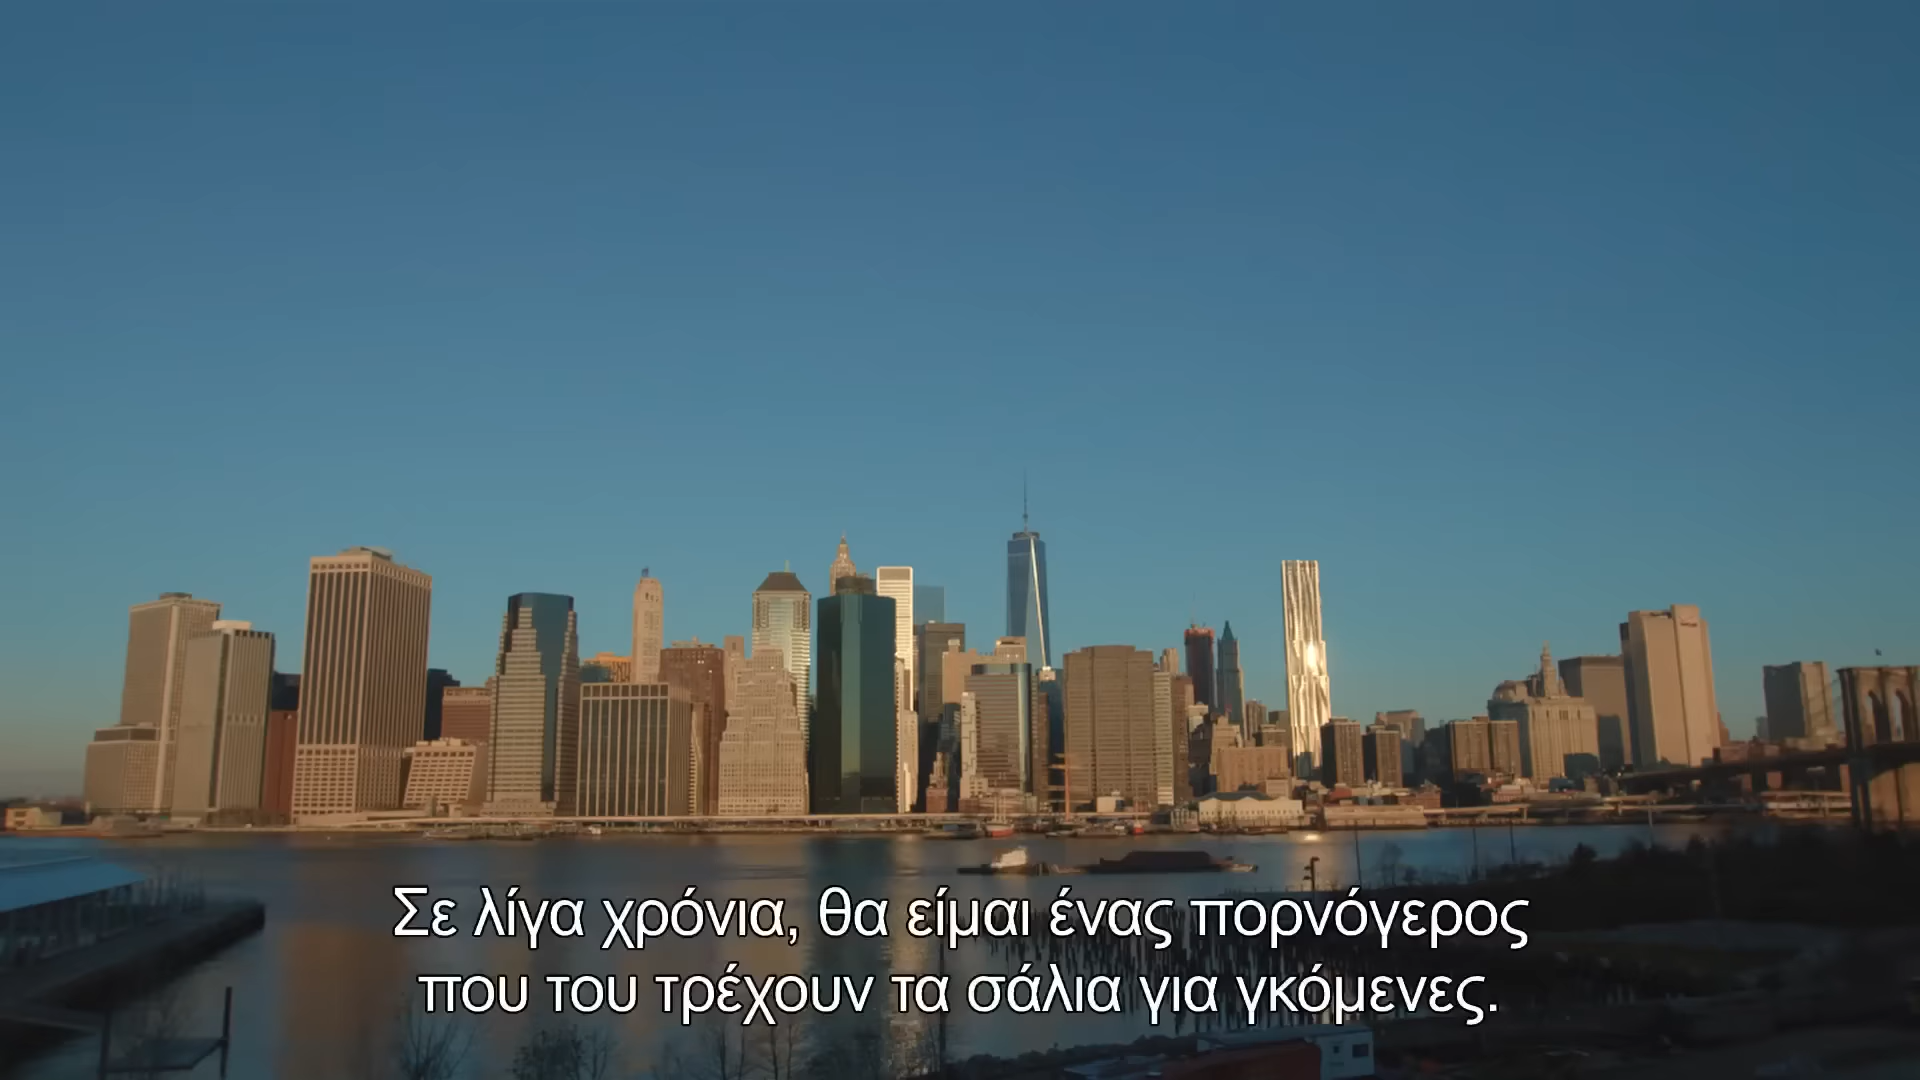 Σε λίγα χρόνια, θα είμαι ένας πορνόγερος
που του τρέχουν τα σάλια για γκόμενες.